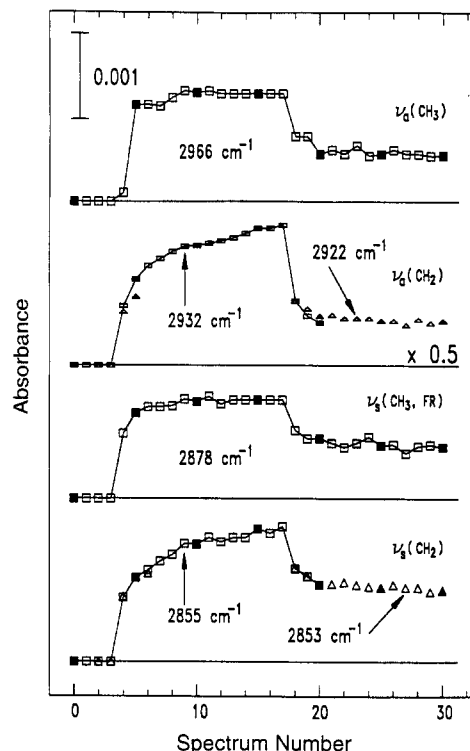 0.001
νa(CH3)
2966 cm-1
2922 cm-1
νa(CH2)
2932 cm-1
x 0.5
νs(CH3, FR)
2878 cm-1
νs(CH2)
2855 cm-1
2853 cm-1
Absorbance
0 10 20 30
Spectrum Number